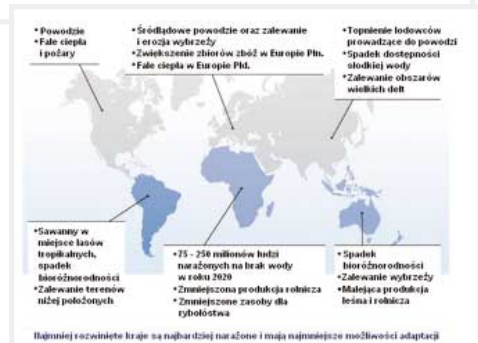 • Powodzie
• Fale ciepła
i pożary
• Śródlądowe powodzie oraz zalewanie
i erozja wybrzeży
• Zwiększenie zbiorów zbóż w Europie Płn.
• Fale ciepła w Europie Płd.
• Topnienie lodowców
prowadzące do powodzi
• Spadek dostępności
słodkiej wody
• Zalewanie obszarów
wielkich delt
• Sawanny w
miejsce lasów
tropikalnych,
spadek
bioróżnorodności
• Zalewanie terenów
niżej położonych
• 75 - 250 milionów ludzi
narażonych na brak wody
w roku 2020
• Zmniejszona produkcja rolnicza
• Zmniejszone zasoby dla
rybołóstwa
• Spadek
bioróżnorodności
• Zalewanie wybrzeży
• Malejąca produkcja
leśna i rolnicza
Najmniej rozwinięte kraje są najbardziej narażone i mają najmniejsze możliwości adaptacji